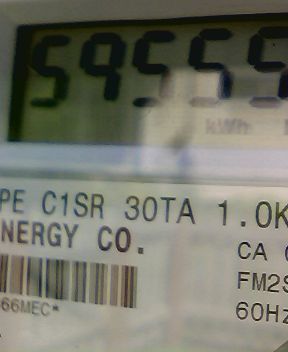 59555
kWh
PE C1SR 30TA 1.0K
NERGY CO.
CA
FM2S
60Hz
66MEC*